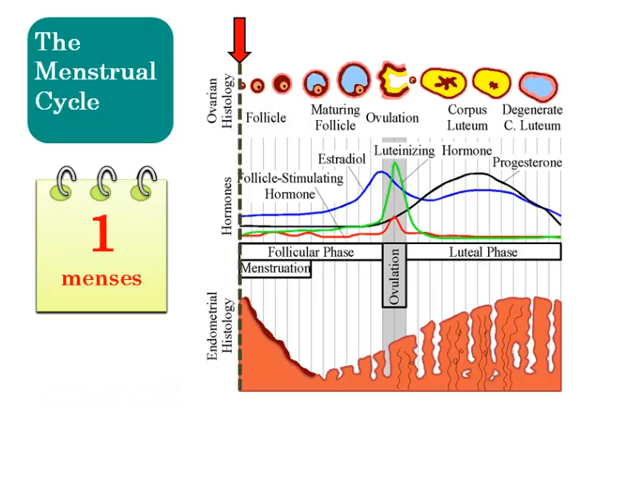 The
Menstrual
Cycle
1
menses
Ovarian
Histology
Follicle
Maturing
Follicle
Ovulation
Corpus
Luteum
Degenerate
C. Luteum
Hormones
Estradiol
Luteinizing Hormone
Progesterone
Follicle-Stimulating
Hormone
Follicular Phase
Luteal Phase
Menstruation
Ovulation
Endometrial
Histology